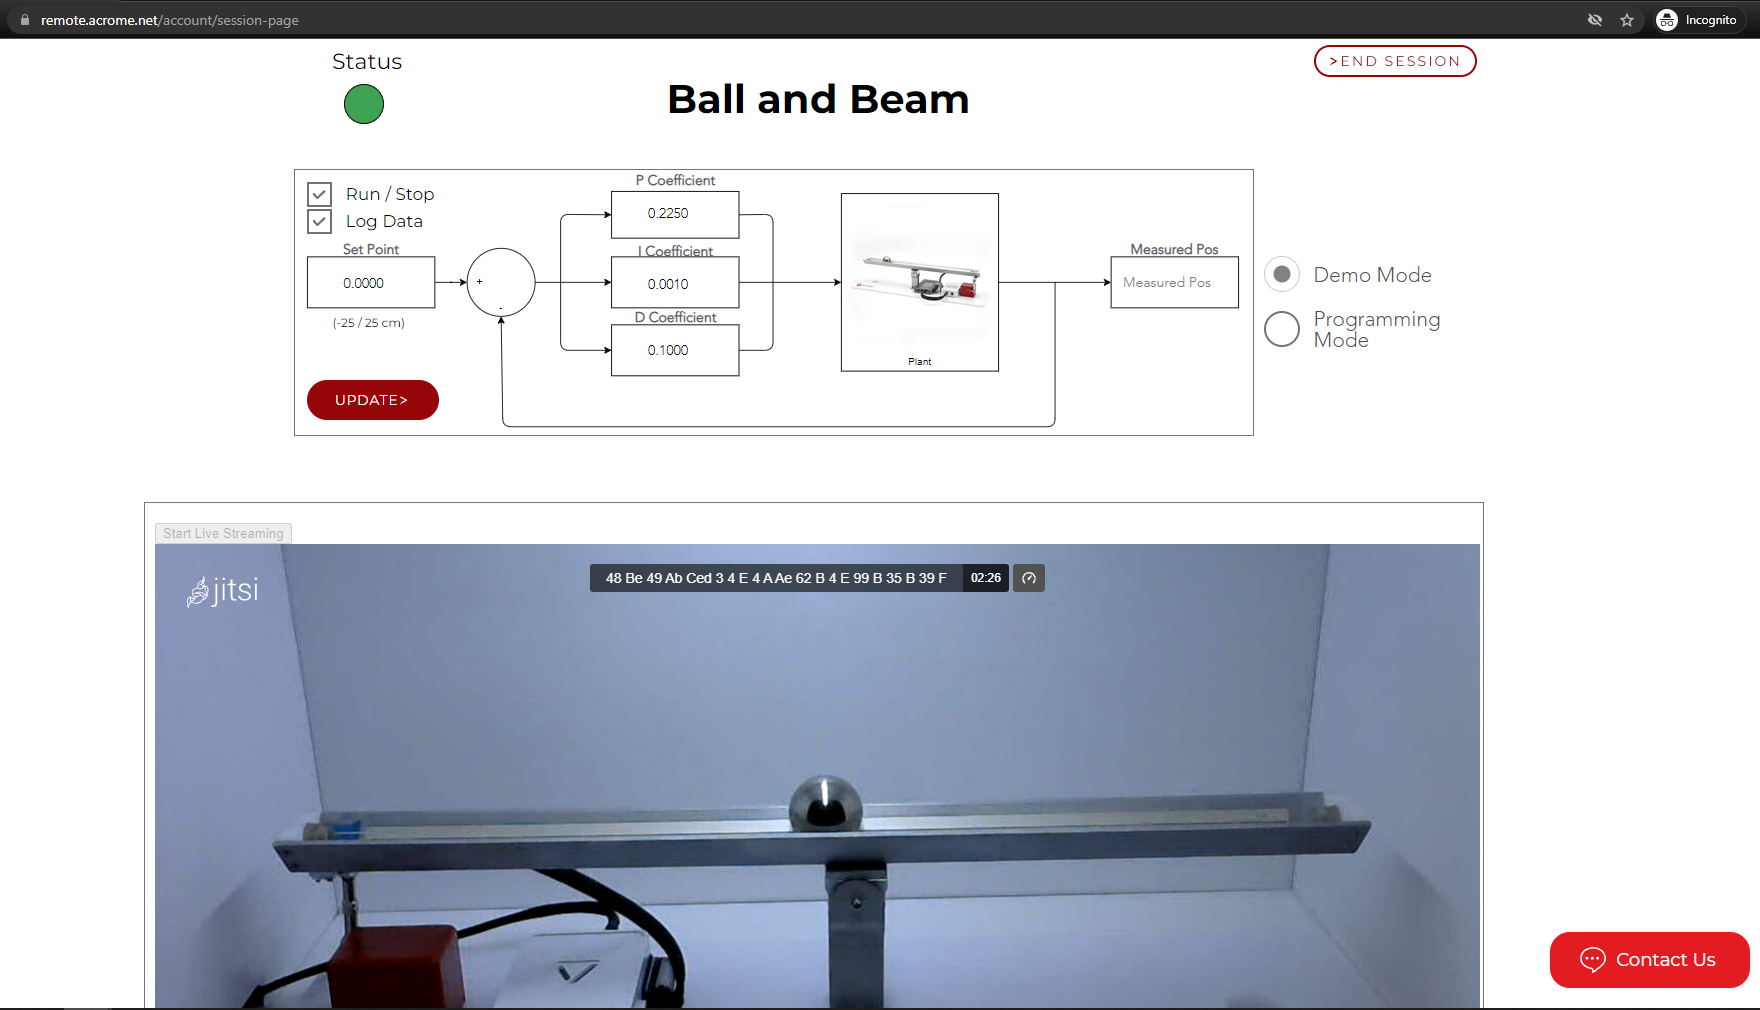 remote.acrome.net/account/session-page
Incognito
Status
>END SESSION
Ball and Beam
Run / Stop
Log Data
P Coefficient
0.2250
Set Point
0.0000
(-25 / 25 cm)
+
-
I Coefficient
0.0010
D Coefficient
0.1000
Plant
Measured Pos
Measured Pos
Demo Mode
Programming
Mode
UPDATE>
Start Live Streaming
jitsi
48 Be 49 Ab Ced 3 4 E 4 A Ae 62 B 4 E 99 B 35 B 39 F
02:26
Contact Us